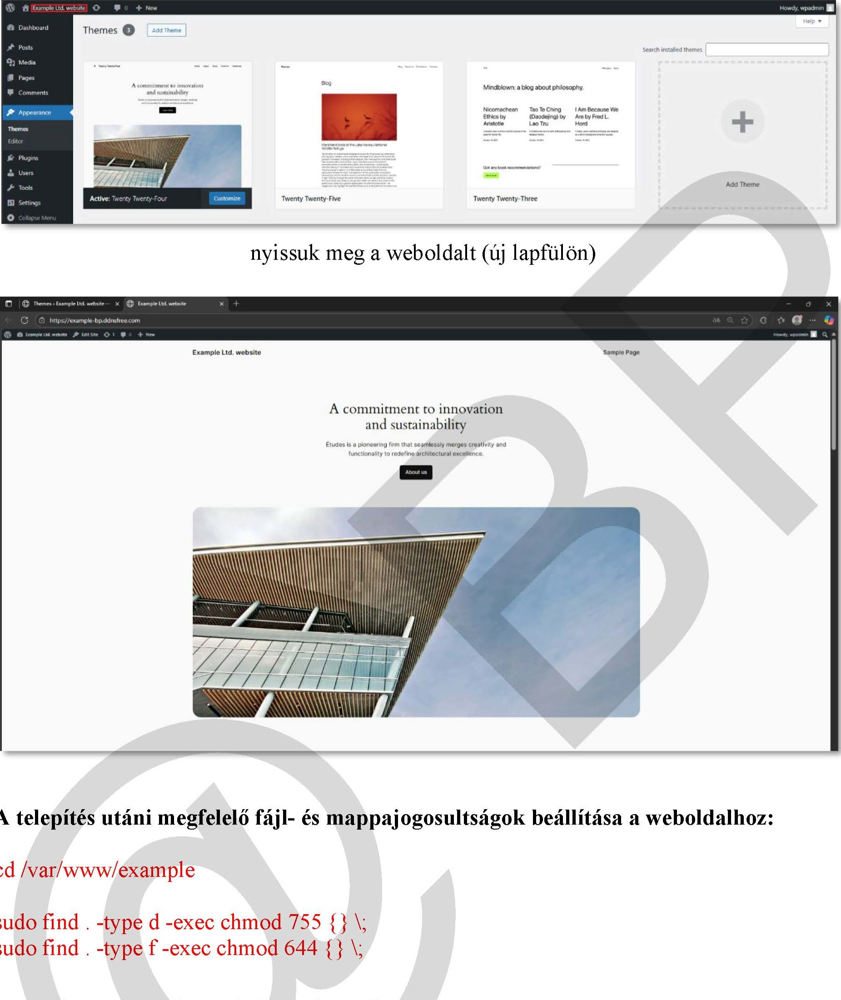 Example Ltd. website 0 + New Howdy, wpadmin
Help
Dashboard
Posts
Media
Pages
Comments
Appearance
Themes
Editor
Plugins
Users
Tools
Settings
Collapse Menu
Themes 3 Add Theme
Search installed themes
A commitment to innovation
and sustainability
Active: Twenty Twenty-Four Customize
Blog
Twenty Twenty-Five
Mindblown: a blog about philosophy.
Nicomachean
Ethics by
Aristotle
Tao Te Ching
(Daodejing) by
Lao Tzu
I Am Because We
Are by Fred L.
Hord
Got any book recommendations?
Twenty Twenty-Three
Add Theme
nyissuk meg a weboldalt (új lapfülön)
Themes ‹ Example Ltd. website — Example Ltd. website
https://example-bp.ddnsfree.com
Example Ltd. website Edit Site 1 0 + New Howdy, wpadmin
Example Ltd. website Sample Page
A commitment to innovation
and sustainability
Études is a pioneering firm that seamlessly merges creativity and
functionality to redefine architectural excellence.
About us
A telepítés utáni megfelelő fájl- és mappajogosultságok beállítása a weboldalhoz:
cd /var/www/example
sudo find . -type d -exec chmod 755 {} \;
sudo find . -type f -exec chmod 644 {} \;